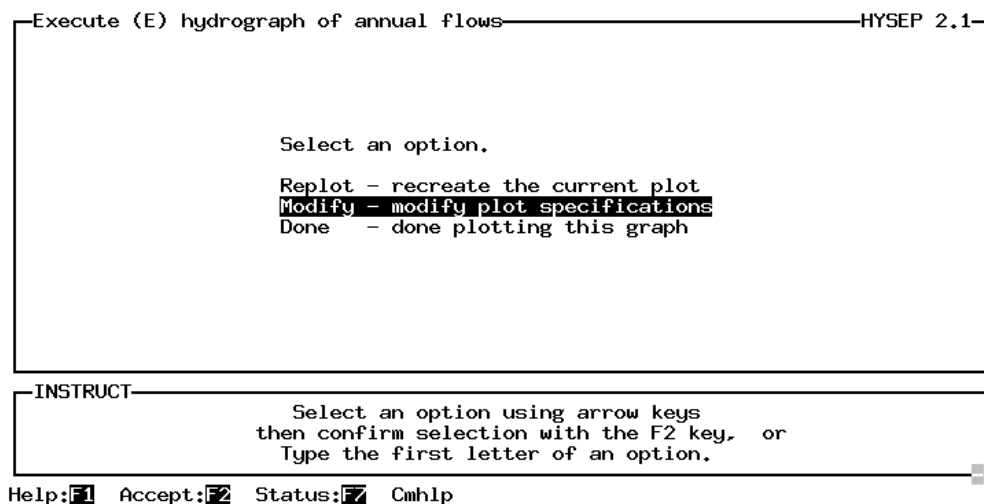 Execute (E) hydrograph of annual flows HYSEP 2.1
Select an option.
Replot - recreate the current plot
Modify - modify plot specifications
Done - done plotting this graph
INSTRUCT
Select an option using arrow keys
then confirm selection with the F2 key, or
Type the first letter of an option.
Help:F1 Accept:F2 Status:F7 Cmhlp